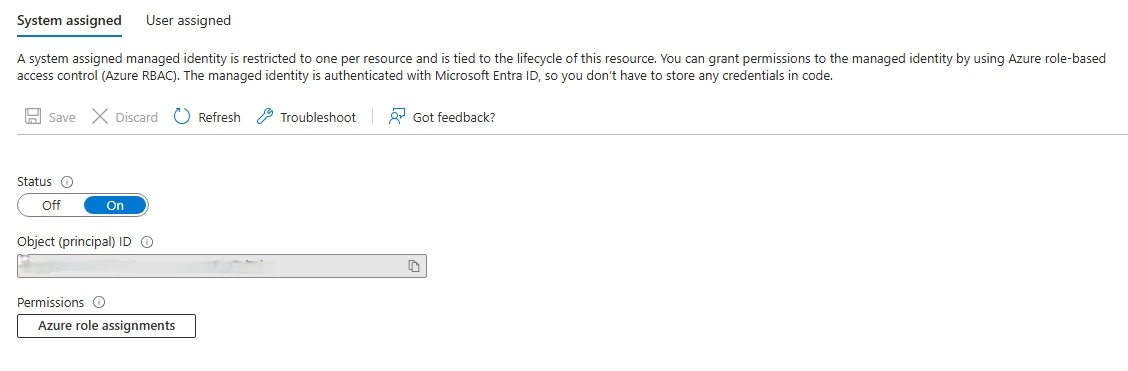 System assigned User assigned
A system assigned managed identity is restricted to one per resource and is tied to the lifecycle of this resource. You can grant permissions to the managed identity by using Azure role-based
access control (Azure RBAC). The managed identity is authenticated with Microsoft Entra ID, so you don't have to store any credentials in code.
Save Discard Refresh Troubleshoot Got feedback?
Status
Off On
Object (principal) ID
Permissions
Azure role assignments